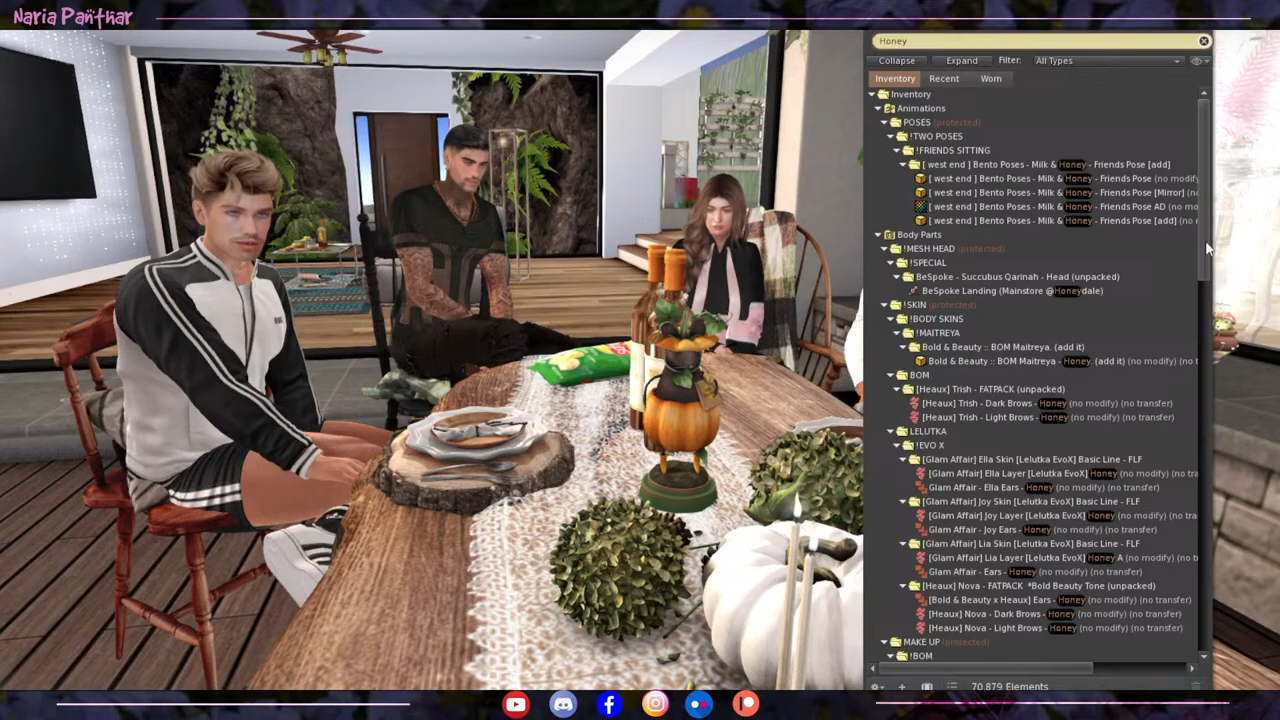 Naria Panthar
Honey
Collapse Expand Filter: All Types
Inventory Recent Worn
Inventory
Animations
POSES (protected)
!TWO POSES
!FRIENDS SITTING
[ west end ] Bento Poses - Milk & Honey - Friends Pose [add]
[ west end ] Bento Poses - Milk & Honey - Friends Pose (no modify
[ west end ] Bento Poses - Milk & Honey - Friends Pose [Mirror] (no
[ west end ] Bento Poses - Milk & Honey - Friends Pose AD (no mo
[ west end ] Bento Poses - Milk & Honey - Friends Pose [add] (no r
Body Parts
!MESH HEAD (protected)
!SPECIAL
BeSpoke - Succubus Qarinah - Head (unpacked)
BeSpoke Landing (Mainstore @Honeydale)
!SKIN (protected)
!BODY SKINS
!MAITREYA
Bold & Beauty :: BOM Maitreya. (add it)
Bold & Beauty :: BOM Maitreya - Honey. (add it) (no modify) (no t
BOM
[Heaux] Trish - FATPACK (unpacked)
[Heaux] Trish - Dark Brows - Honey (no modify) (no transfer)
[Heaux] Trish - Light Brows - Honey (no modify) (no transfer)
LELUTKA
!EVO X
[Glam Affair] Ella Skin [Lelutka EvoX] Basic Line - FLF
[Glam Affair] Ella Layer [Lelutka EvoX] Honey (no modify) (no tra
Glam Affair - Ella Ears - Honey (no modify) (no transfer)
[Glam Affair] Joy Skin [Lelutka EvoX] Basic Line - FLF
[Glam Affair] Joy Layer [Lelutka EvoX] Honey (no modify) (no tra
Glam Affair - Joy Ears - Honey (no modify) (no transfer)
[Glam Affair] Lia Skin [Lelutka EvoX] Basic Line - FLF
[Glam Affair] Lia Layer [Lelutka EvoX] Honey A (no modify) (no t
Glam Affair - Ears - Honey (no modify) (no transfer)
[Heaux] Nova - FATPACK *Bold Beauty Tone (unpacked)
[Bold & Beauty x Heaux] Ears - Honey (no modify) (no transfer)
[Heaux] Nova - Dark Brows - Honey (no modify) (no transfer)
[Heaux] Nova - Light Brows - Honey (no modify) (no transfer)
MAKE UP (protected)
!BOM
70 879 Elements